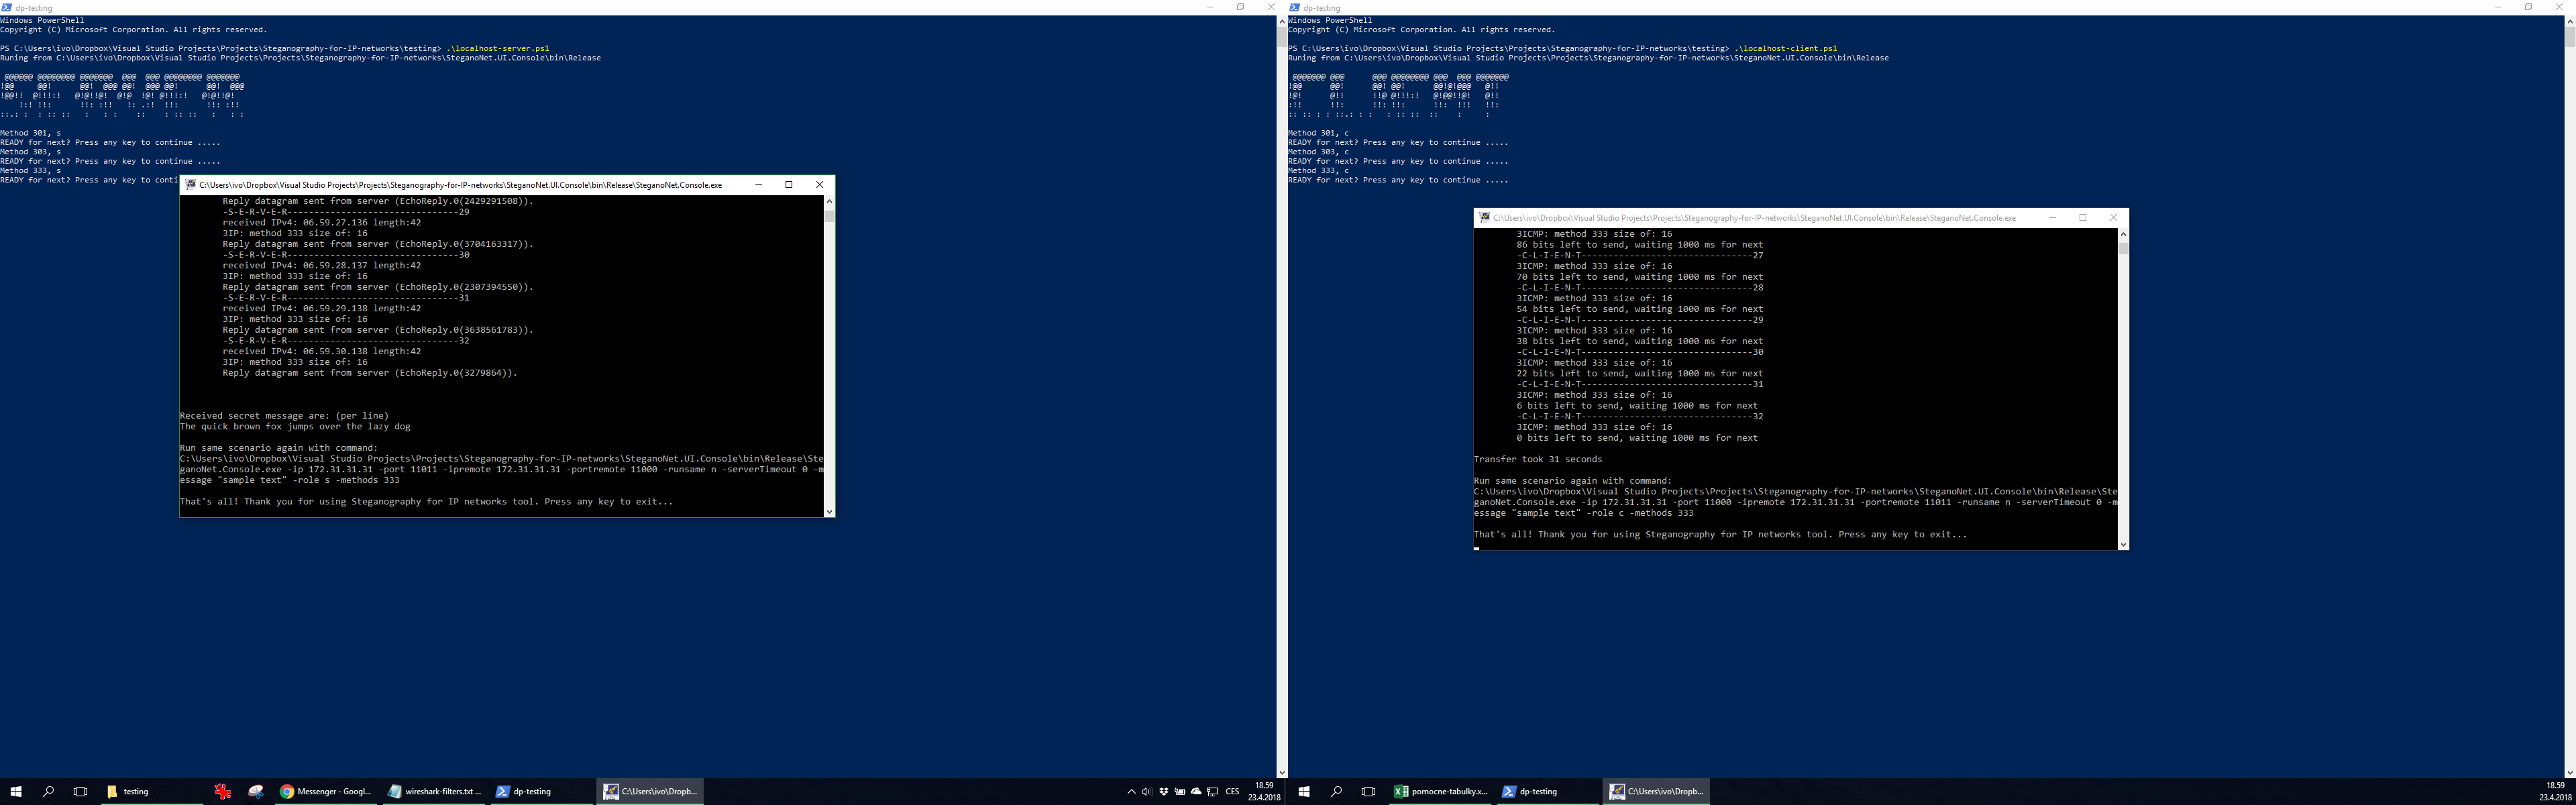 dp-testing
Windows PowerShell
Copyright (C) Microsoft Corporation. All rights reserved.
PS C:\Users\ivo\Dropbox\Visual Studio Projects\Projects\Steganography-for-IP-networks\testing> .\localhost-server.ps1
Runing from C:\Users\ivo\Dropbox\Visual Studio Projects\Projects\Steganography-for-IP-networks\SteganoNet.UI.Console\bin\Release
Method 301, s
READY for next? Press any key to continue .....
Method 303, s
READY for next? Press any key to continue .....
Method 333, s
READY for next? Press any key to conti
C:\Users\ivo\Dropbox\Visual Studio Projects\Projects\Steganography-for-IP-networks\SteganoNet.UI.Console\bin\Release\SteganoNet.Console.exe
Reply datagram sent from server (EchoReply.0(2429291508)).
-S-E-R-V-E-R--------------------------------29
received IPv4: 06.59.27.136 length:42
3IP: method 333 size of: 16
Reply datagram sent from server (EchoReply.0(3704163317)).
-S-E-R-V-E-R--------------------------------30
received IPv4: 06.59.28.137 length:42
3IP: method 333 size of: 16
Reply datagram sent from server (EchoReply.0(2307394550)).
-S-E-R-V-E-R--------------------------------31
received IPv4: 06.59.29.138 length:42
3IP: method 333 size of: 16
Reply datagram sent from server (EchoReply.0(3638561783)).
-S-E-R-V-E-R--------------------------------32
received IPv4: 06.59.30.138 length:42
3IP: method 333 size of: 16
Reply datagram sent from server (EchoReply.0(3279864)).
Received secret message are: (per line)
The quick brown fox jumps over the lazy dog
Run same scenario again with command:
C:\Users\ivo\Dropbox\Visual Studio Projects\Projects\Steganography-for-IP-networks\SteganoNet.UI.Console\bin\Release\Ste
ganoNet.Console.exe -ip 172.31.31.31 -port 11011 -ipremote 172.31.31.31 -portremote 11000 -runsame n -serverTimeout 0 -m
essage "sample text" -role s -methods 333
That's all! Thank you for using Steganography for IP networks tool. Press any key to exit...
testing
Messenger - Googl...
wireshark-filters.txt ...
dp-testing
C:\Users\ivo\Dropb...
CES
18.59
23.4.2018
dp-testing
Windows PowerShell
Copyright (C) Microsoft Corporation. All rights reserved.
PS C:\Users\ivo\Dropbox\Visual Studio Projects\Projects\Steganography-for-IP-networks\testing> .\localhost-client.ps1
Runing from C:\Users\ivo\Dropbox\Visual Studio Projects\Projects\Steganography-for-IP-networks\SteganoNet.UI.Console\bin\Release
Method 301, c
READY for next? Press any key to continue .....
Method 303, c
READY for next? Press any key to continue .....
Method 333, c
READY for next? Press any key to continue .....
C:\Users\ivo\Dropbox\Visual Studio Projects\Projects\Steganography-for-IP-networks\SteganoNet.UI.Console\bin\Release\SteganoNet.Console.exe
3ICMP: method 333 size of: 16
86 bits left to send, waiting 1000 ms for next
-C-L-I-E-N-T--------------------------------27
3ICMP: method 333 size of: 16
70 bits left to send, waiting 1000 ms for next
-C-L-I-E-N-T--------------------------------28
3ICMP: method 333 size of: 16
54 bits left to send, waiting 1000 ms for next
-C-L-I-E-N-T--------------------------------29
3ICMP: method 333 size of: 16
38 bits left to send, waiting 1000 ms for next
-C-L-I-E-N-T--------------------------------30
3ICMP: method 333 size of: 16
22 bits left to send, waiting 1000 ms for next
-C-L-I-E-N-T--------------------------------31
3ICMP: method 333 size of: 16
6 bits left to send, waiting 1000 ms for next
-C-L-I-E-N-T--------------------------------32
3ICMP: method 333 size of: 16
0 bits left to send, waiting 1000 ms for next
Transfer took 31 seconds
Run same scenario again with command:
C:\Users\ivo\Dropbox\Visual Studio Projects\Projects\Steganography-for-IP-networks\SteganoNet.UI.Console\bin\Release\Ste
ganoNet.Console.exe -ip 172.31.31.31 -port 11000 -ipremote 172.31.31.31 -portremote 11011 -runsame n -serverTimeout 0 -m
essage "sample text" -role c -methods 333
That's all! Thank you for using Steganography for IP networks tool. Press any key to exit...
pomocne-tabulky.x...
dp-testing
C:\Users\ivo\Dropb...
18.59
23.4.2018